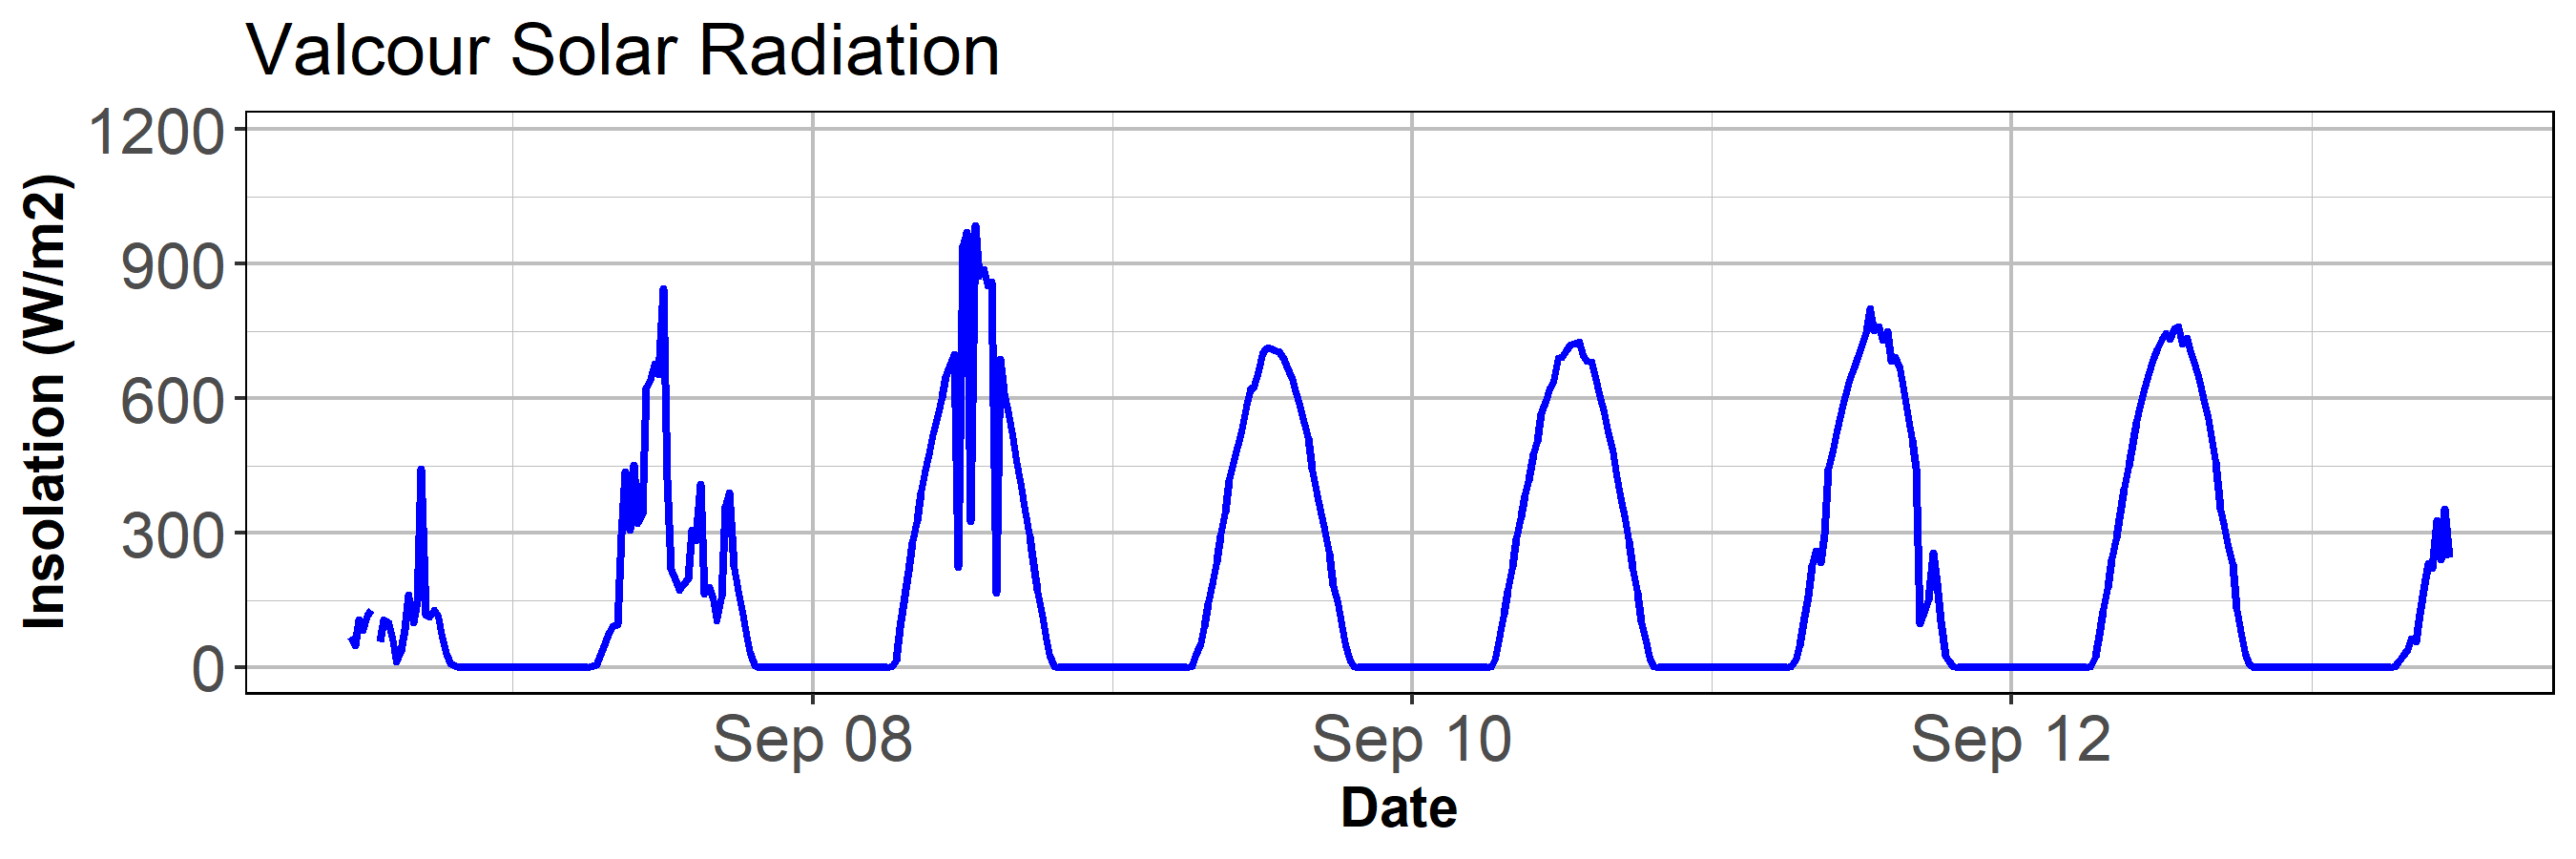 Valcour Solar Radiation
1200
900
600
300
0
Insolation (W/m2)
Sep 08
Sep 10
Sep 12
Date